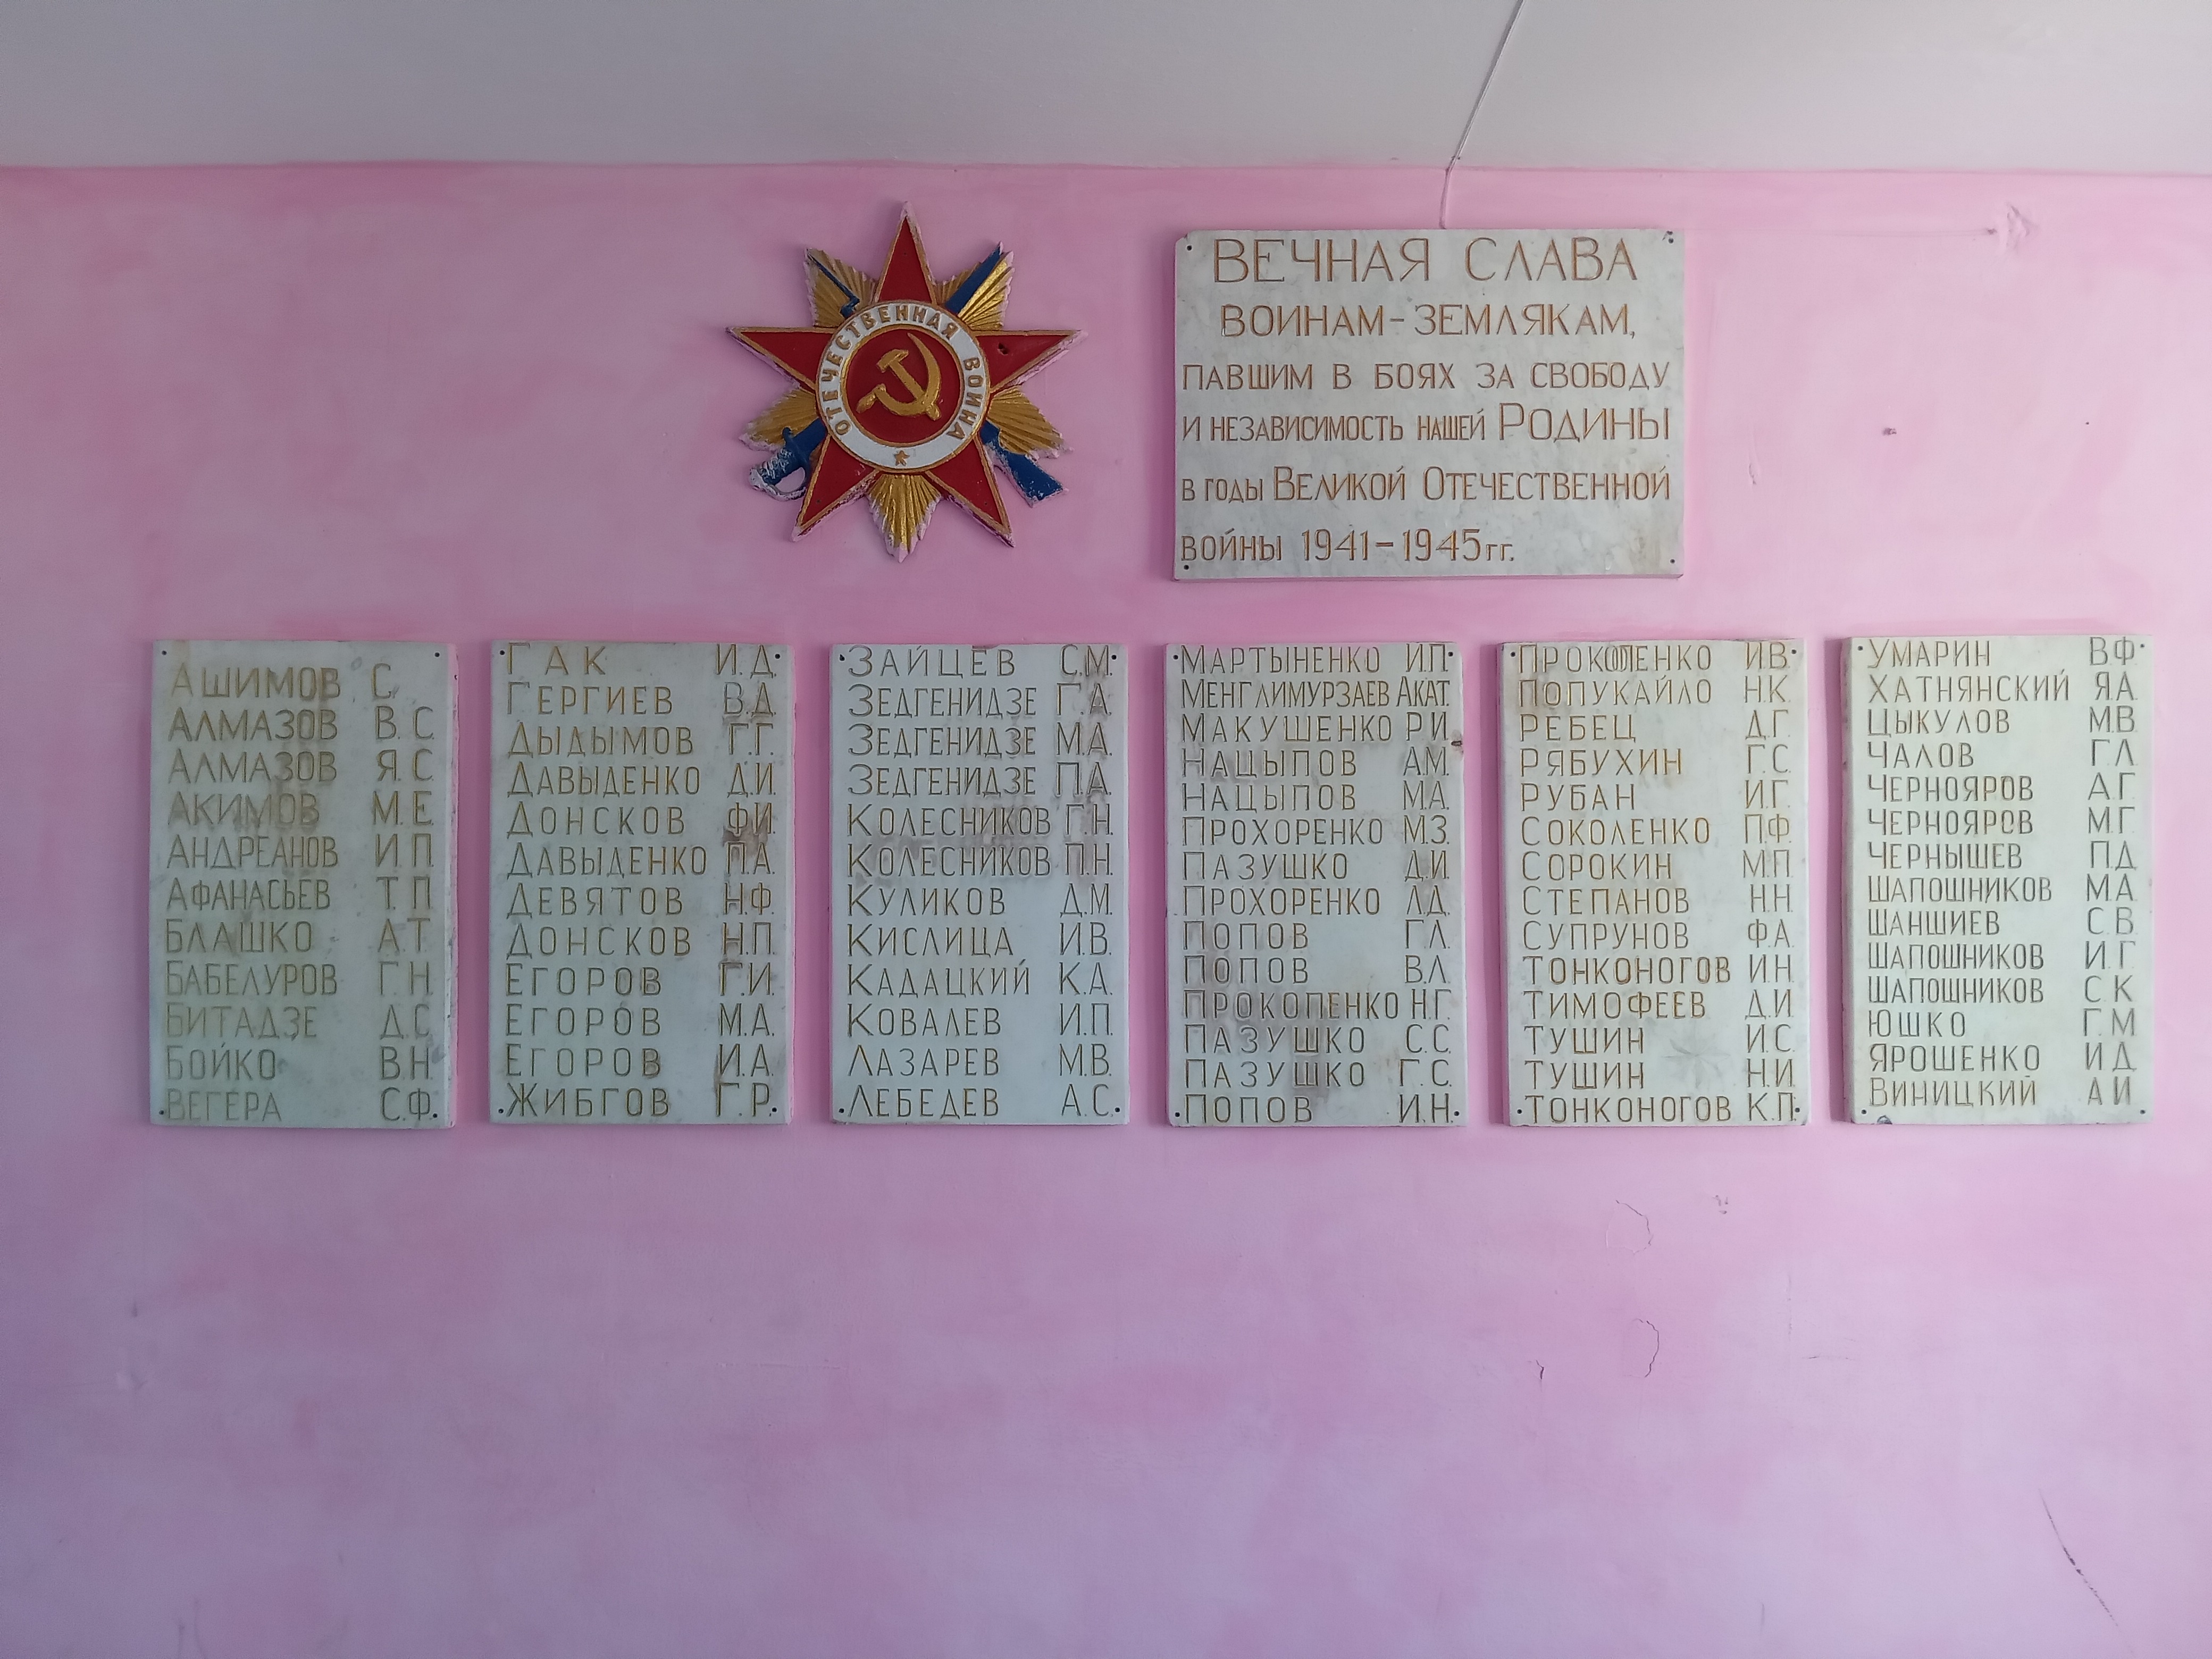 ОТЕЧЕСТВЕННАЯ ВОЙНА
ВЕЧНАЯ СЛАВА
ВОИНАМ-ЗЕМЛЯКАМ,
ПАВШИМ В БОЯХ ЗА СВОБОДУ
И НЕЗАВИСИМОСТЬ НАШЕЙ РОДИНЫ
В ГОДЫ ВЕЛИКОЙ ОТЕЧЕСТВЕННОЙ
ВОЙНЫ 1941-1945гг.
АШИМОВ С.
АЛМАЗОВ В.С.
АЛМАЗОВ Я.С.
АКИМОВ М.Е.
АНДРЕАНОВ И.П.
АФАНАСЬЕВ Т.П.
БЛАШКО А.Т.
БАБЕЛУРОВ Г.Н.
БИТАДЗЕ Д.С.
БОЙКО В.Н.
ВЕГЕРА С.Ф.
ГАК И.Д.
ГЕРГИЕВ В.Д.
ДЫДЫМОВ Г.Г.
ДАВЫДЕНКО Д.И.
ДОНСКОВ Ф.И.
ДАВЫДЕНКО П.А.
ДЕВЯТОВ Н.Ф.
ДОНСКОВ Н.П.
ЕГОРОВ Г.И.
ЕГОРОВ М.А.
ЕГОРОВ И.А.
ЖИБГОВ Г.Р.
ЗАЙЦЕВ С.М.
ЗЕДГЕНИДЗЕ Г.А.
ЗЕДГЕНИДЗЕ М.А.
ЗЕДГЕНИДЗЕ П.А.
КОЛЕСНИКОВ Г.Н.
КОЛЕСНИКОВ П.Н.
КУЛИКОВ Д.М.
КИСЛИЦА И.В.
КАДАЦКИЙ К.А.
КОВАЛЕВ И.П.
ЛАЗАРЕВ М.В.
ЛЕБЕДЕВ А.С.
МАРТЫНЕНКО И.П.
МЕНГЛИМУРЗАЕВ АКАТ.
МАКУШЕНКО Р.И.
НАЦЫПОВ А.М.
НАЦЫПОВ М.А.
ПРОХОРЕНКО М.З.
ПАЗУШКО Д.И.
ПРОХОРЕНКО Л.Д.
ПОПОВ Г.Л.
ПОПОВ В.Л.
ПРОКОПЕНКО Н.Г.
ПАЗУШКО С.С.
ПАЗУШКО Г.С.
ПОПОВ И.Н.
ПРОКОПЕНКО И.В.
ПОПУКАЙЛО Н.К.
РЕБЕЦ Д.Г.
РЯБУХИН Г.С.
РУБАН И.Г.
СОКОЛЕНКО П.Ф.
СОРОКИН М.П.
СТЕПАНОВ Н.Н.
СУПРУНОВ Ф.А.
ТОНКОНОГОВ И.Н.
ТИМОФЕЕВ Д.И.
ТУШИН И.С.
ТУШИН Н.И.
ТОНКОНОГОВ К.П.
УМАРИН В.Ф.
ХАТНЯНСКИЙ Я.А.
ЦЫКУЛОВ М.В.
ЧАЛОВ Г.Л.
ЧЕРНОЯРОВ А.Г.
ЧЕРНОЯРОВ М.Г.
ЧЕРНЫШЕВ П.Д.
ШАПОШНИКОВ М.А.
ШАНШИЕВ С.В.
ШАПОШНИКОВ И.Г.
ШАПОШНИКОВ С.К.
ЮШКО Г.М.
ЯРОШЕНКО И.Д.
ВИНИЦКИЙ А.И.